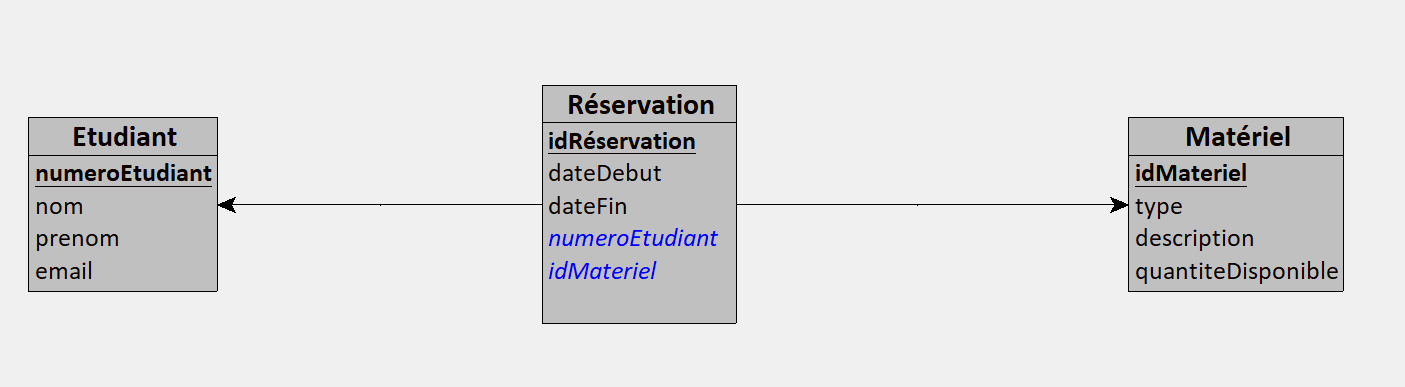 Etudiant
numeroEtudiant
nom
prenom
email
Réservation
idRéservation
dateDebut
dateFin
numeroEtudiant
idMateriel
Matériel
idMateriel
type
description
quantiteDisponible